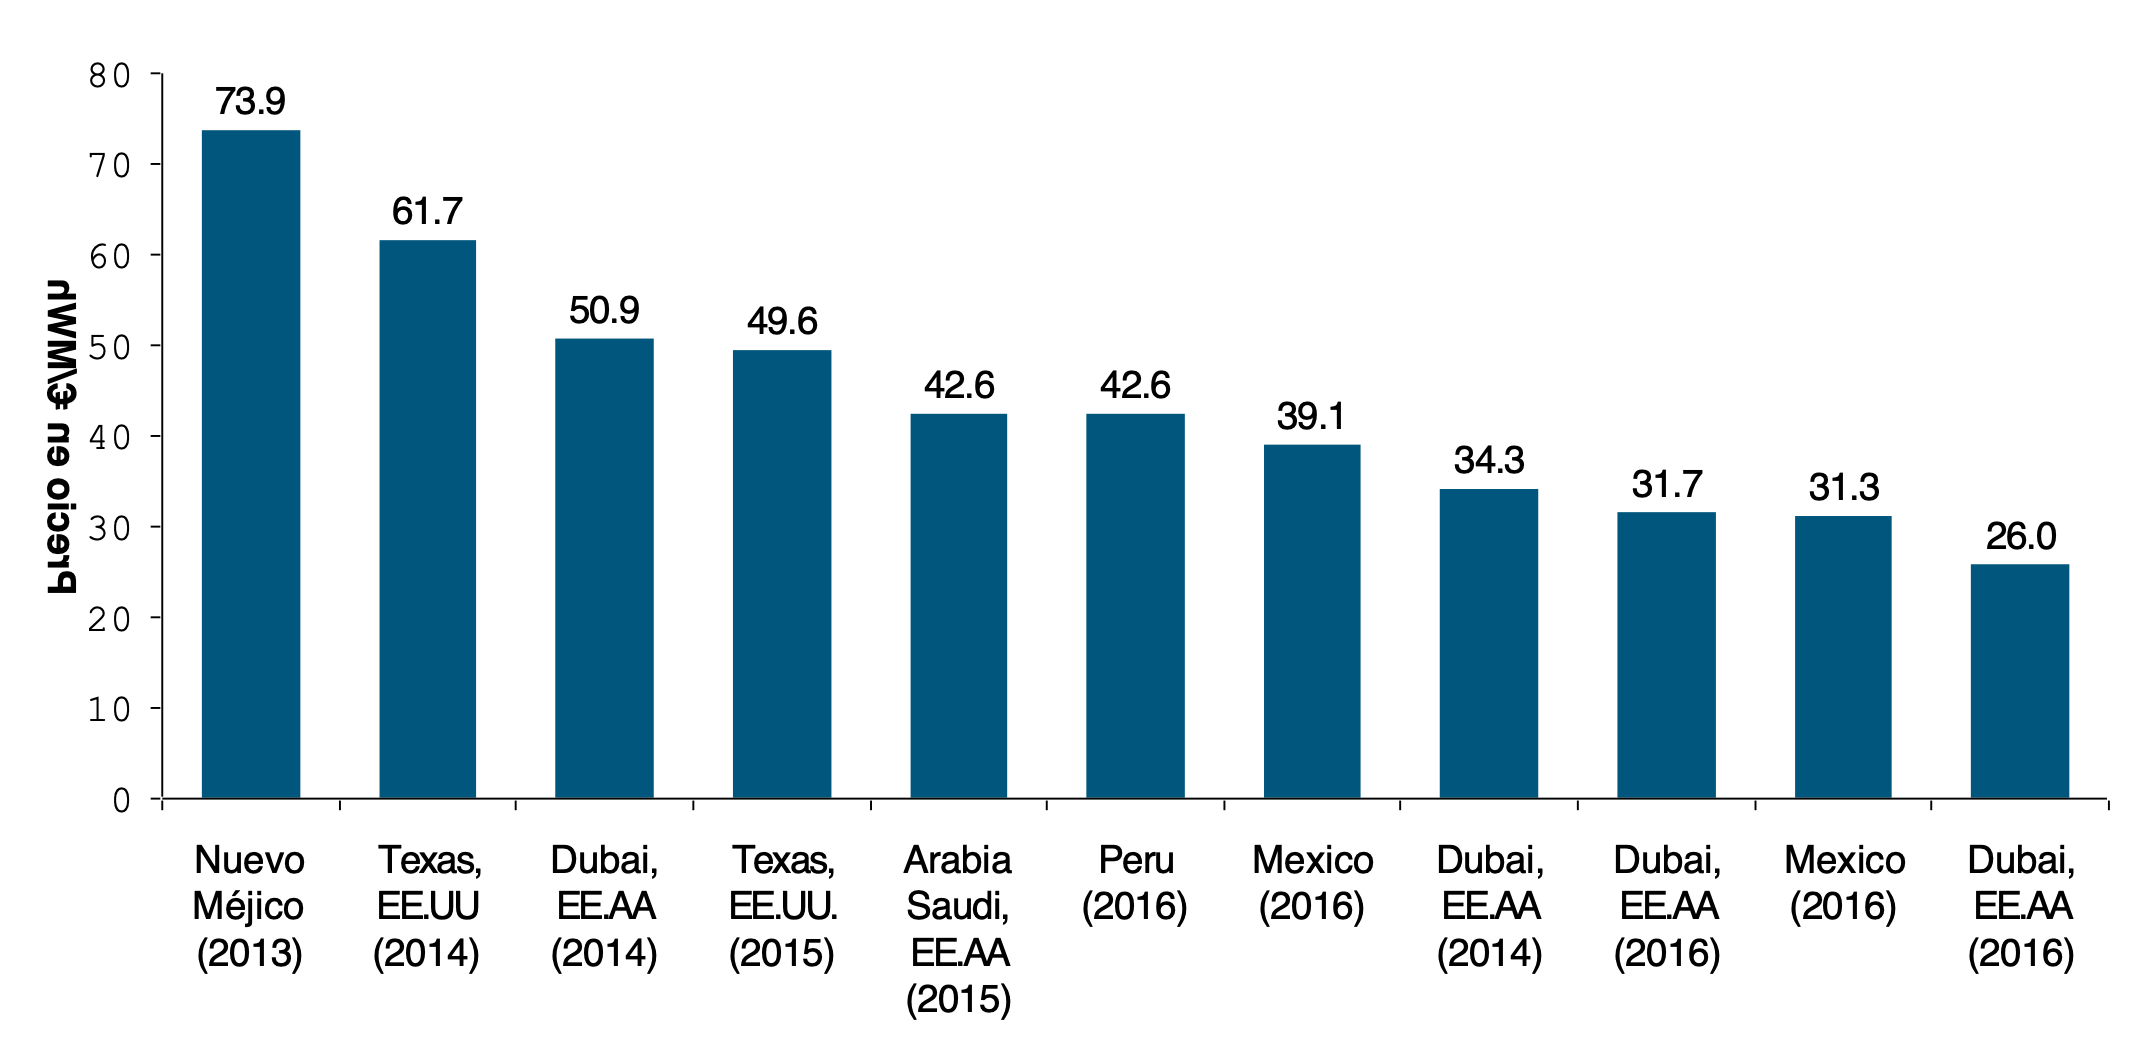 80
70
60
50
40
30
20
10
0
Precio en €\MWh
73.9
61.7
50.9
49.6
42.6
42.6
39.1
34.3
31.7
31.3
26.0
Nuevo
Méjico
(2013)
Texas,
EE.UU
(2014)
Dubai,
EE.AA
(2014)
Texas,
EE.UU.
(2015)
Arabia
Saudi,
EE.AA
(2015)
Peru
(2016)
Mexico
(2016)
Dubai,
EE.AA
(2014)
Dubai,
EE.AA
(2016)
Mexico
(2016)
Dubai,
EE.AA
(2016)